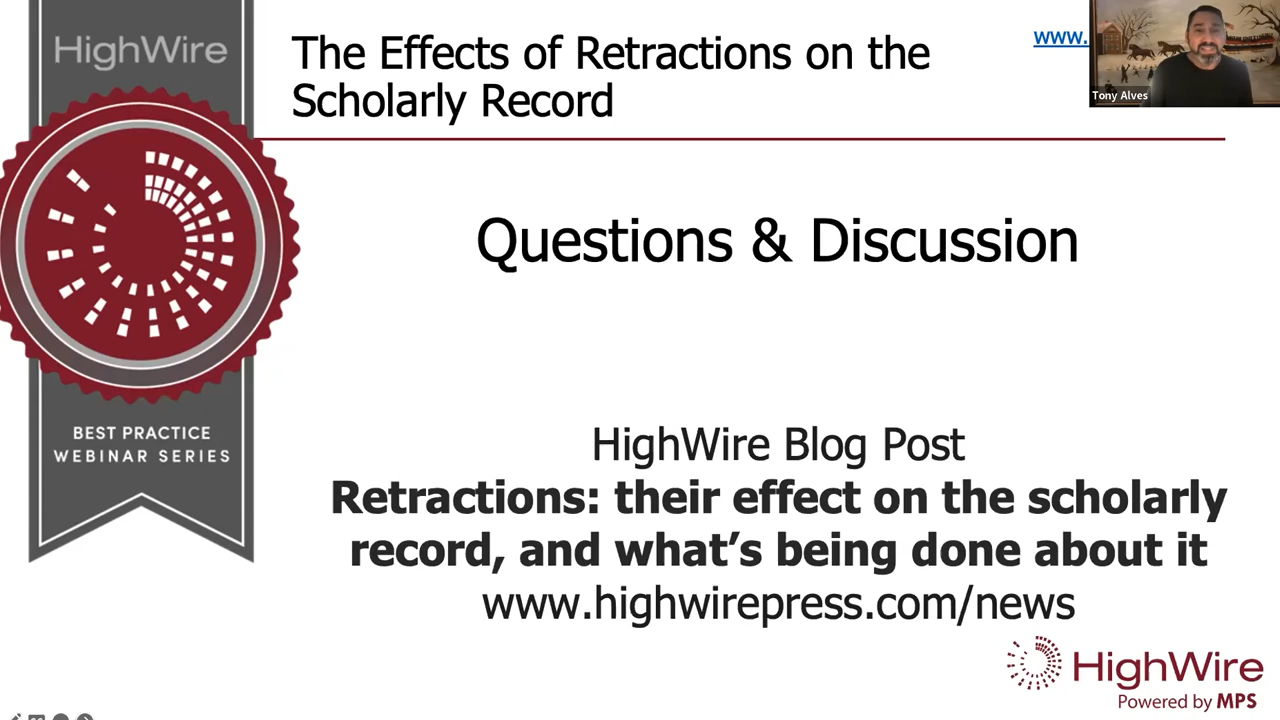 HighWire
BEST PRACTICE
WEBINAR SERIES
The Effects of Retractions on the
Scholarly Record
www.
Tony Alves
Questions & Discussion
HighWire Blog Post
Retractions: their effect on the scholarly
record, and what's being done about it
www.highwirepress.com/news
HighWire
Powered by MPS